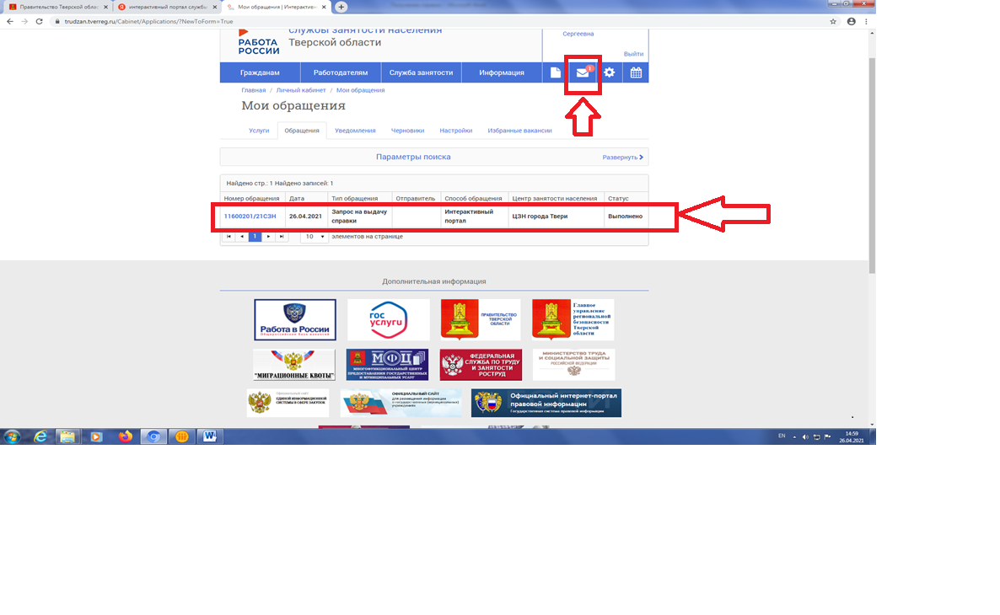 Правительство Тверской облас
интерактивный портал служб
Мои обращения | Интерактивн
trudzan.tverreg.ru/Cabinet/Applications/?NewToForm=True
службы занятости населения
Тверской области
РАБОТА
РОССИИ
Сергеевна
Выйти
Гражданам Работодателям Служба занятости Информация 1
Главная / Личный кабинет / Мои обращения
Мои обращения
Услуги Обращения Уведомления Черновики Настройки Избранные вакансии
Параметры поиска Развернуть
Найдено стр.: 1 Найдено записей: 1
Номер обращения Дата Тип обращения Отправитель Способ обращения Центр занятости населения Статус
11600201/21СЗН 26.04.2021 Запрос на выдачу справки Интерактивный портал ЦЗН города Твери Выполнено
1 10 элементов на странице
Дополнительная информация
Работа в России
Общероссийская база вакансий
гос
услуги
ПРАВИТЕЛЬСТВО
ТВЕРСКОЙ
ОБЛАСТИ
Главное
управление
региональной
безопасности
Тверской
области
"МИГРАЦИОННЫЕ КВОТЫ"
МФЦ
МНОГОФУНКЦИОНАЛЬНЫЙ ЦЕНТР
ПРЕДОСТАВЛЕНИЯ ГОСУДАРСТВЕННЫХ
И МУНИЦИПАЛЬНЫХ УСЛУГ
ФЕДЕРАЛЬНАЯ
СЛУЖБА ПО ТРУДУ
И ЗАНЯТОСТИ
РОСТРУД
МИНИСТЕРСТВО ТРУДА
И СОЦИАЛЬНОЙ ЗАЩИТЫ
РОССИЙСКОЙ ФЕДЕРАЦИИ
Официальный сайт
ЕДИНОЙ ИНФОРМАЦИОННОЙ
СИСТЕМЫ В СФЕРЕ ЗАКУПОК
ОФИЦИАЛЬНЫЙ САЙТ
для размещения информации
о государственных (муниципальных)
учреждениях
Официальный интернет-портал
правовой информации
Государственная система правовой информации
EN
14:59
26.04.2021